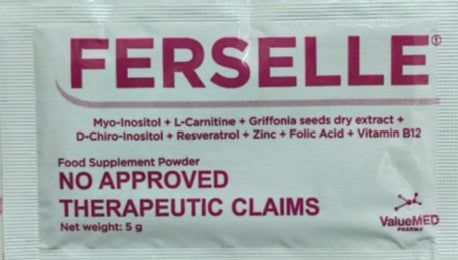 FERSELLE
Myo-Inositol + L-Carnitine + Griffonia seeds dry extract +
D-Chiro-Inositol + Resveratrol + Zinc + Folic Acid + Vitamin B12
Food Supplement Powder
NO APPROVED
THERAPEUTIC CLAIMS
Net weight: 5 g
ValueMED
PHARMA